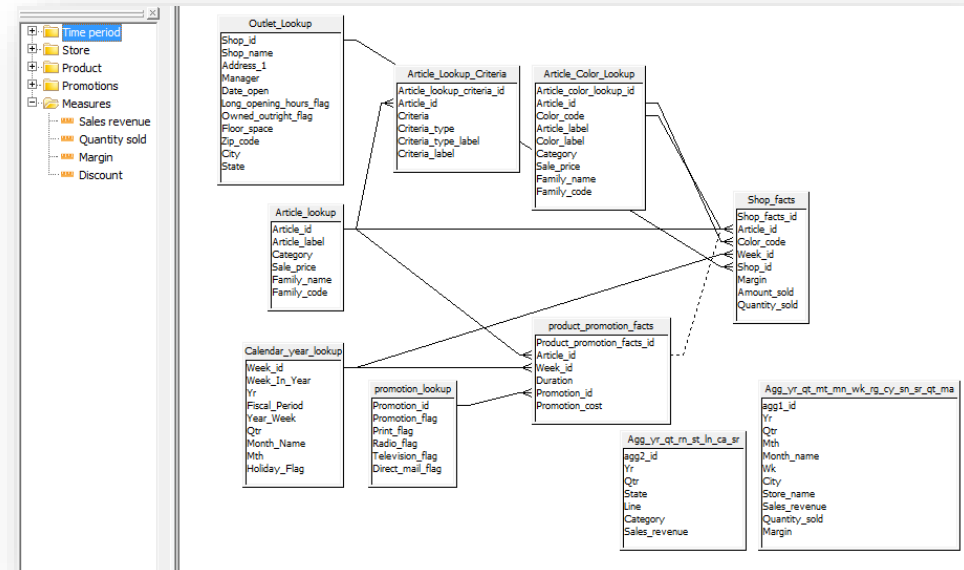 Time period
Store
Product
Promotions
Measures
Sales revenue
Quantity sold
Margin
Discount
Outlet_Lookup
Shop_id
Shop_name
Address_1
Manager
Date_open
Long_opening_hours_flag
Owned_outright_flag
Floor_space
Zip_code
City
State
Article_Lookup_Criteria
Article_lookup_criteria_id
Article_id
Criteria
Criteria_type
Criteria_type_label
Criteria_label
Article_Color_Lookup
Article_color_lookup_id
Article_id
Color_code
Article_label
Color_label
Category
Sale_price
Family_name
Family_code
Shop_facts
Shop_facts_id
Article_id
Color_code
Week_id
Shop_id
Margin
Amount_sold
Quantity_sold
Article_lookup
Article_id
Article_label
Category
Sale_price
Family_name
Family_code
product_promotion_facts
Product_promotion_facts_id
Article_id
Week_id
Duration
Promotion_id
Promotion_cost
Calendar_year_lookup
Week_id
Week_In_Year
Yr
Fiscal_Period
Year_Week
Qtr
Month_Name
Mth
Holiday_Flag
promotion_lookup
Promotion_id
Promotion_flag
Print_flag
Radio_flag
Television_flag
Direct_mail_flag
Agg_yr_qt_rn_st_ln_ca_sr
agg2_id
Yr
Qtr
State
Line
Category
Sales_revenue
Agg_yr_qt_mt_mn_wk_rg_cy_sn_sr_qt_ma
agg1_id
Yr
Qtr
Mth
Month_name
Wk
City
Store_name
Sales_revenue
Quantity_sold
Margin